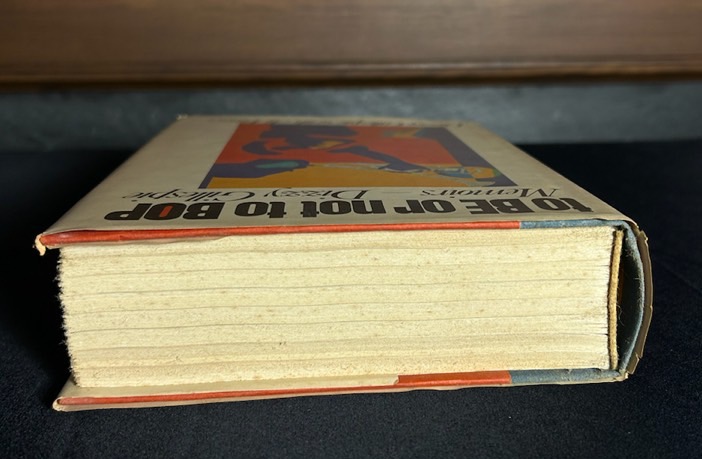 to BE or not to BOP
Memoirs Dizzy Gillespie